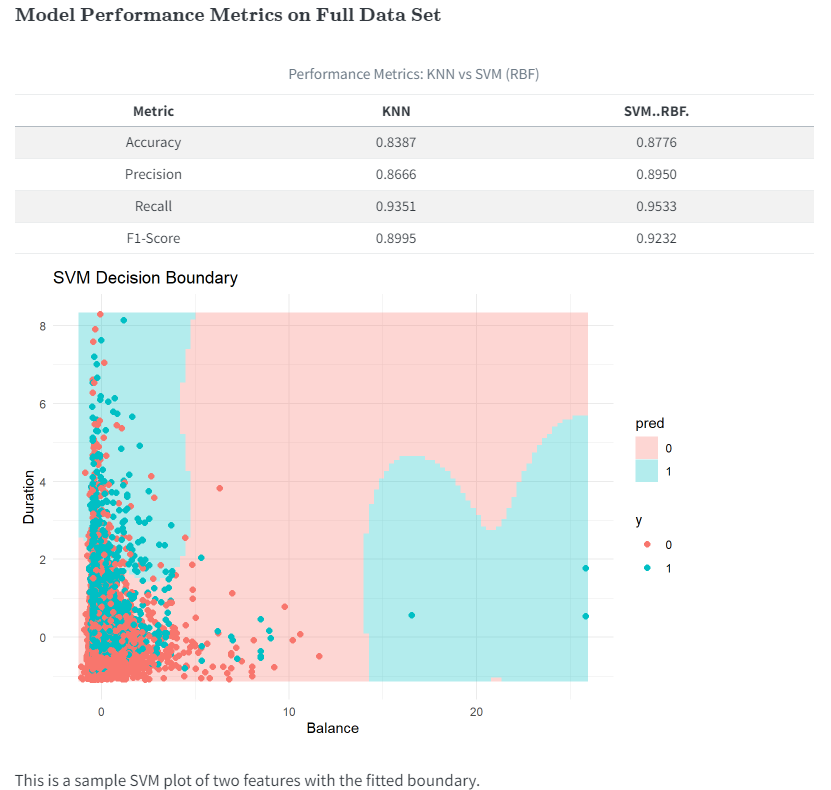 Model Performance Metrics on Full Data Set
Performance Metrics: KNN vs SVM (RBF)
Metric KNN SVM..RBF.
Accuracy 0.8387 0.8776
Precision 0.8666 0.8950
Recall 0.9351 0.9533
F1-Score 0.8995 0.9232
SVM Decision Boundary
8
6
4
2
0
Duration
0 10 20
Balance
pred
0
1
y
0
1
This is a sample SVM plot of two features with the fitted boundary.